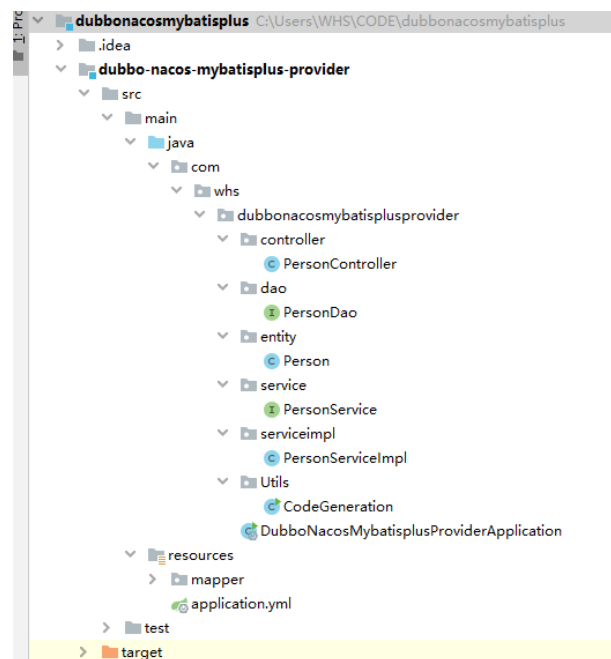 1: Pro
dubbonacosmybatisplus C:\Users\WHS\CODE\dubbonacosmybatisplus
.idea
dubbo-nacos-mybatisplus-provider
src
main
java
com
whs
dubbonacosmybatisplusprovider
controller
PersonController
dao
PersonDao
entity
Person
service
PersonService
serviceimpl
PersonServiceImpl
Utils
CodeGeneration
DubboNacosMybatisplusProviderApplication
resources
mapper
application.yml
test
target